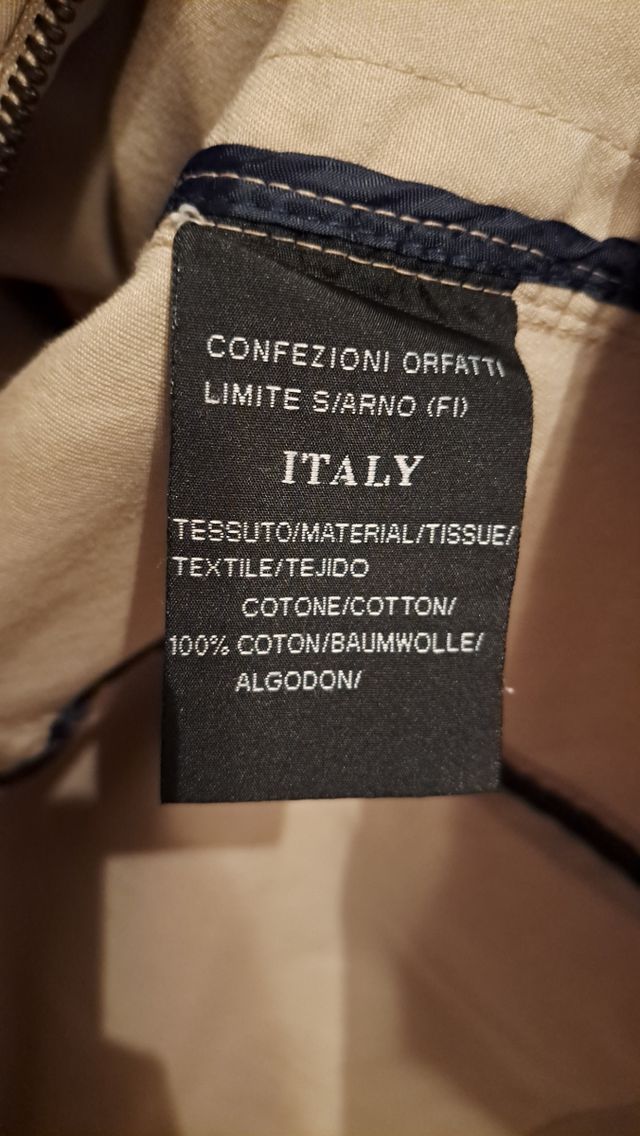 CONFEZIONI ORFATTI
LIMITE S/ARNO (FI)
ITALY
TESSUTO/MATERIAL/TISSUE/
TEXTILE/TEJIDO
COTONE/COTTON/
100% COTON/BAUMWOLLE/
ALGODON/